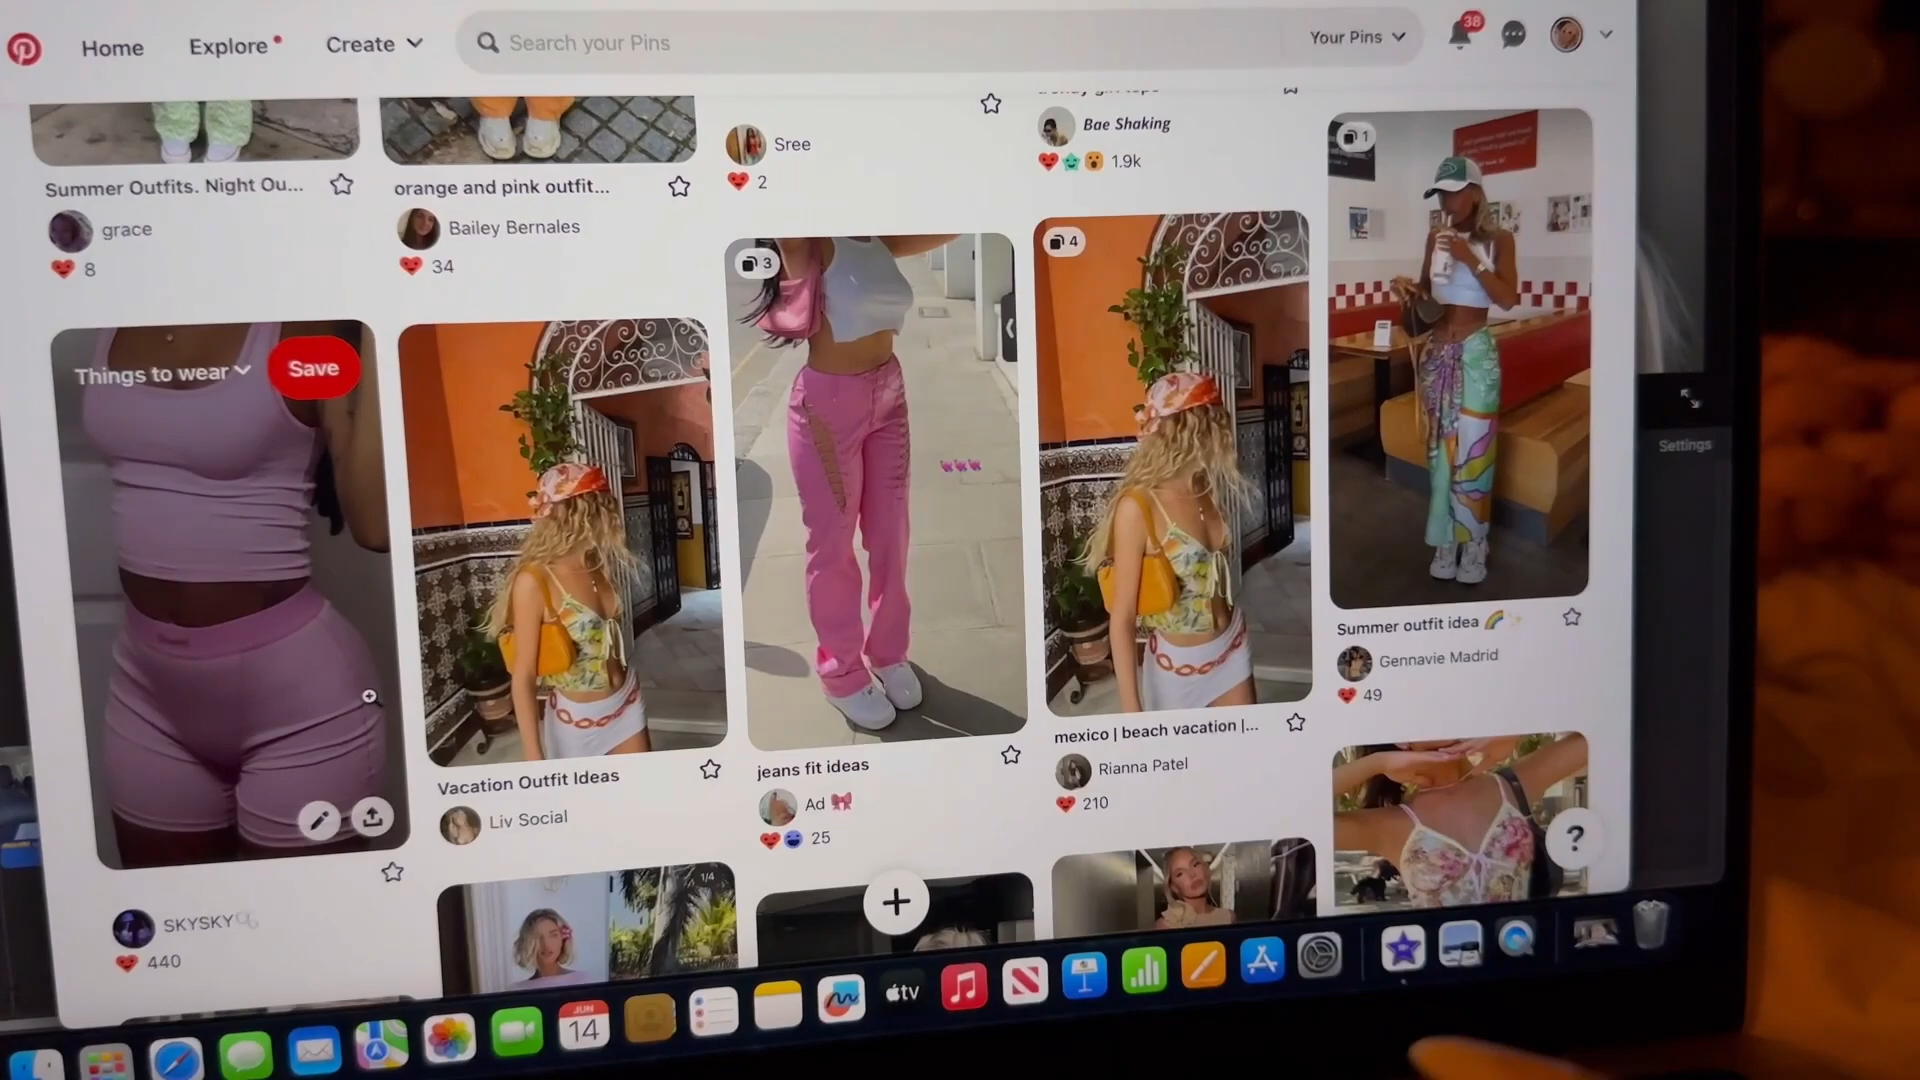 Home
Explore
Create
Search your Pins
Your Pins
38
Summer Outfits. Night Ou...
grace
8
orange and pink outfit...
Bailey Bernales
34
Sree
2
Bae Shaking
1.9k
1
Things to wear
Save
SKYSKY
440
Vacation Outfit Ideas
Liv Social
3
jeans fit ideas
Ad
25
4
mexico | beach vacation |...
Rianna Patel
210
Summer outfit idea
Gennavie Madrid
49
Settings
1/4
+
?
JUN
14
tv